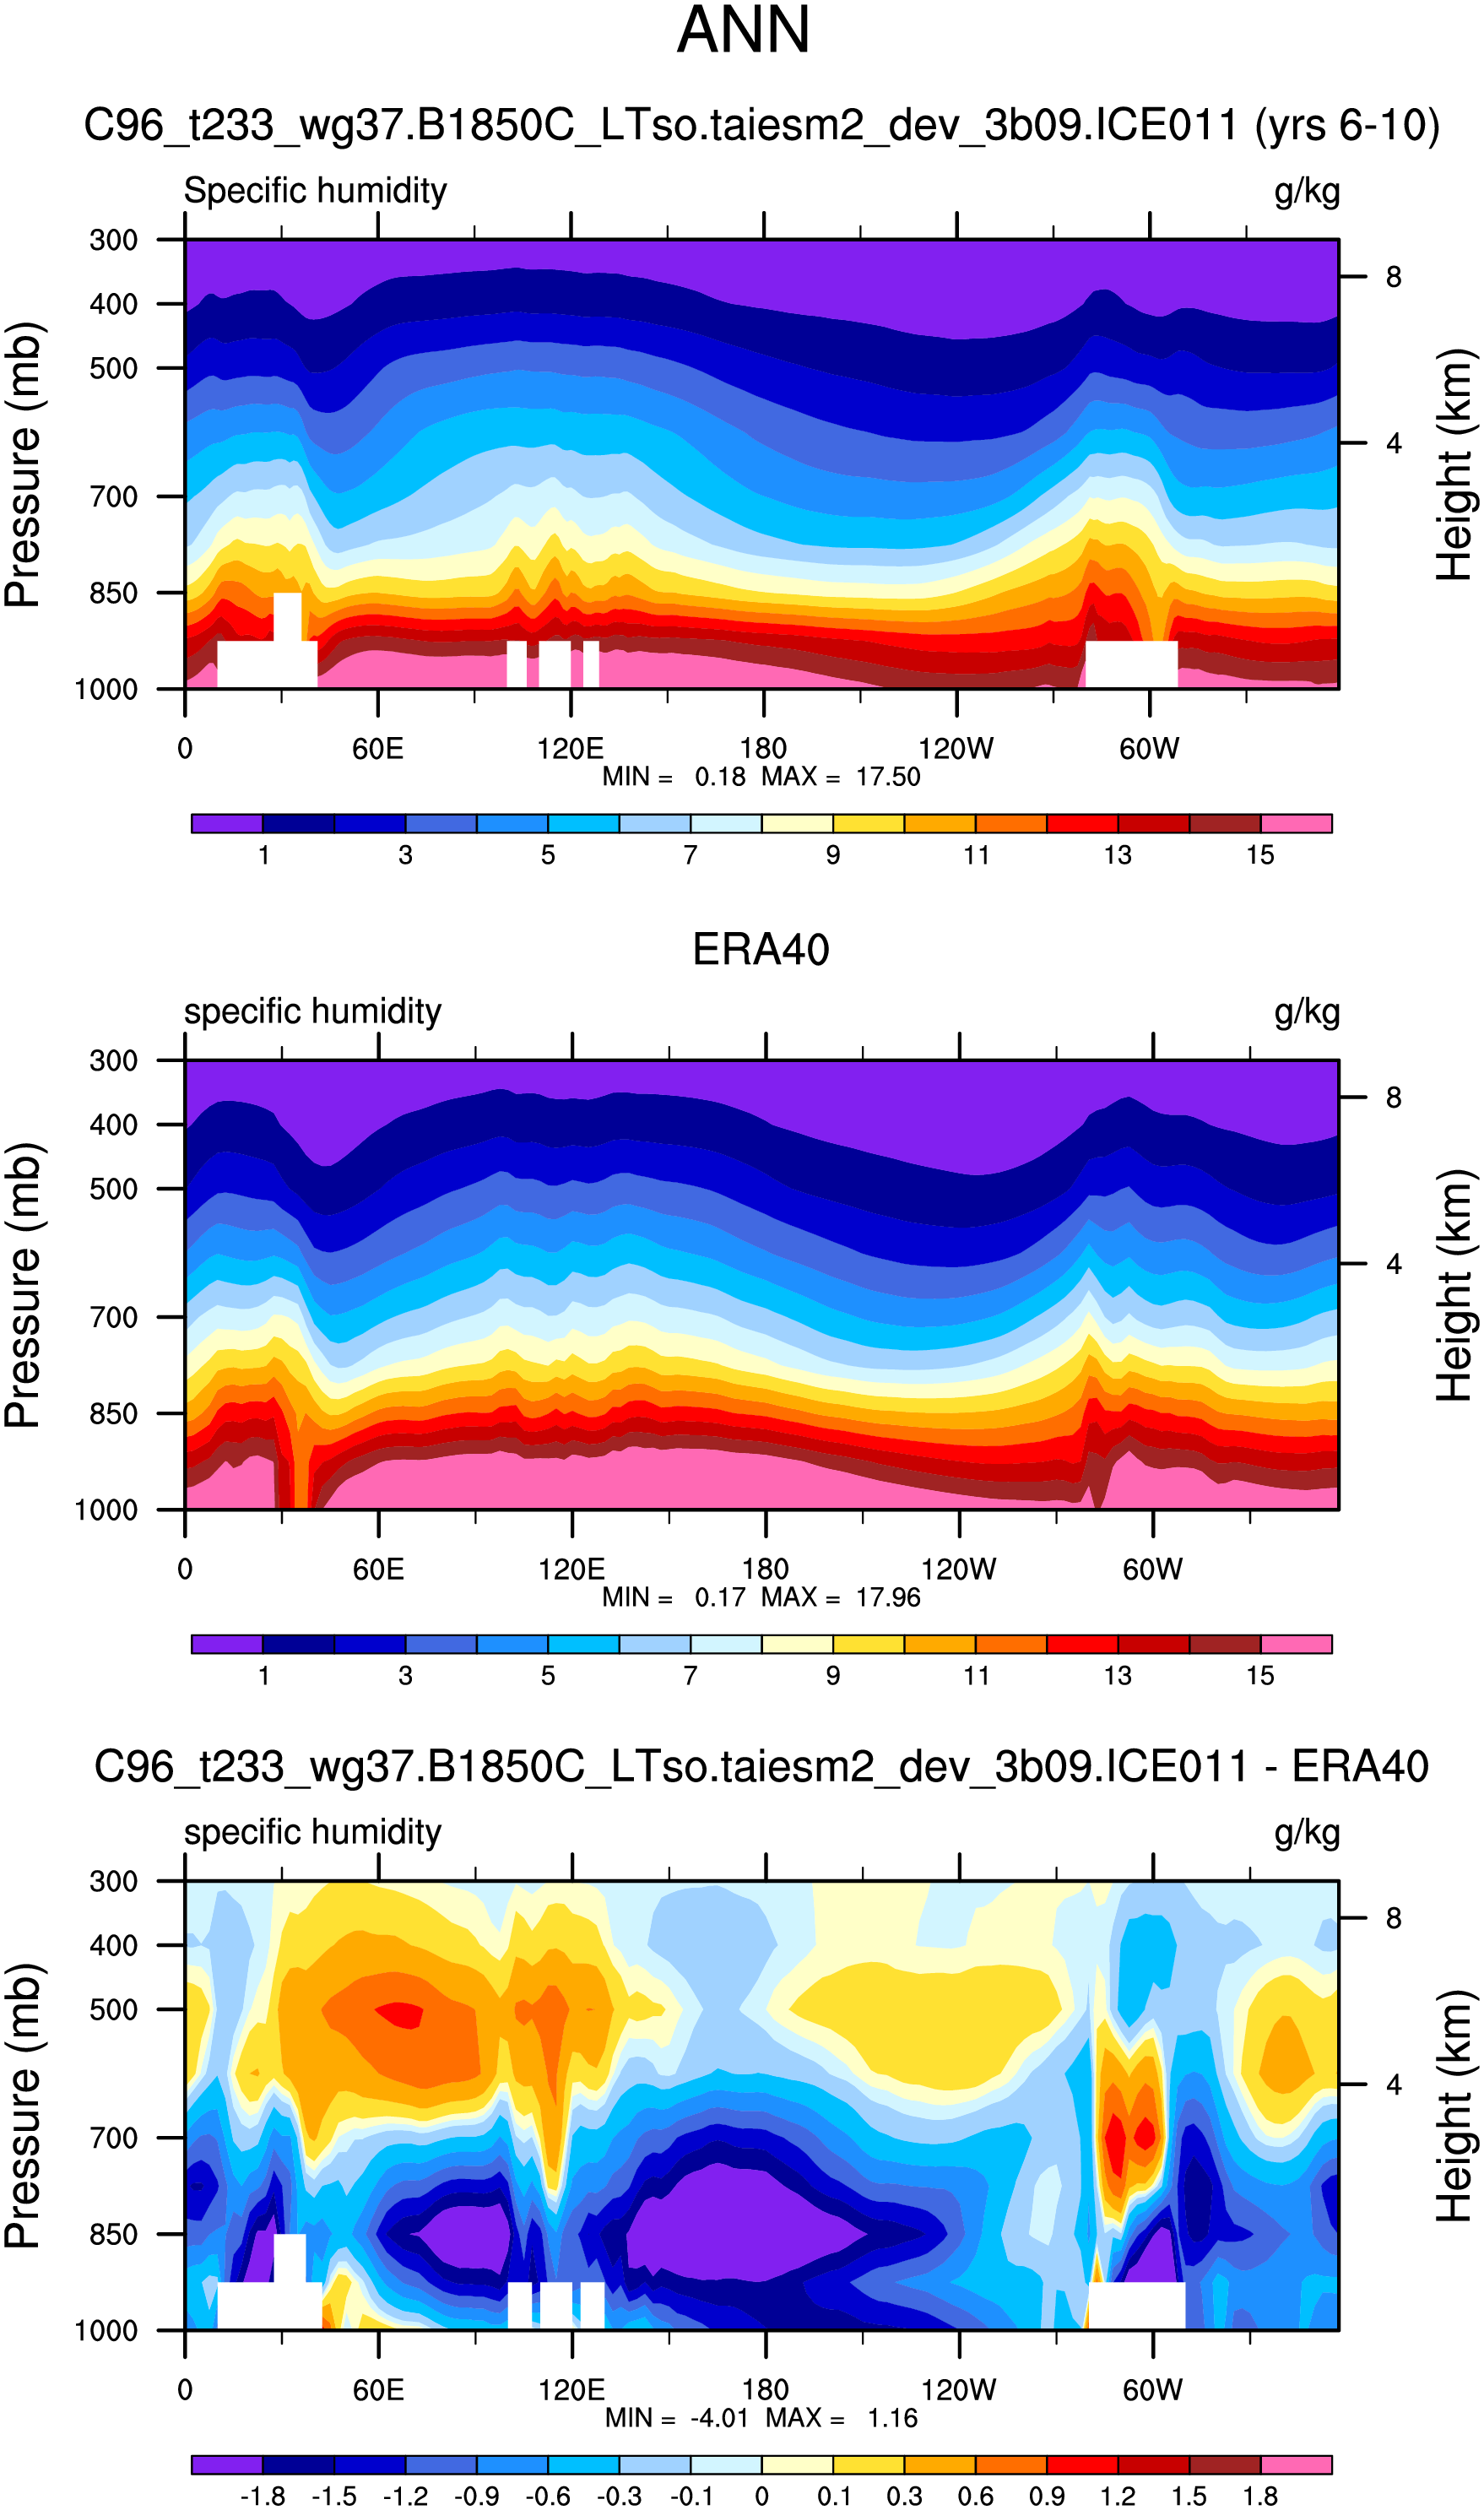 ANN
C96_t233_wg37.B1850C_LTso.taiesm2_dev_3b09.ICE011 (yrs 6-10)
Specific humidity g/kg
Pressure (mb)
Height (km)
300
400
500
700
850
1000
8
4
0 60E 120E 180 120W 60W
MIN = 0.18 MAX = 17.50
1 3 5 7 9 11 13 15
ERA40
specific humidity g/kg
Pressure (mb)
Height (km)
300
400
500
700
850
1000
8
4
0 60E 120E 180 120W 60W
MIN = 0.17 MAX = 17.96
1 3 5 7 9 11 13 15
C96_t233_wg37.B1850C_LTso.taiesm2_dev_3b09.ICE011 - ERA40
specific humidity g/kg
Pressure (mb)
Height (km)
300
400
500
700
850
1000
8
4
0 60E 120E 180 120W 60W
MIN = -4.01 MAX = 1.16
-1.8 -1.5 -1.2 -0.9 -0.6 -0.3 -0.1 0 0.1 0.3 0.6 0.9 1.2 1.5 1.8